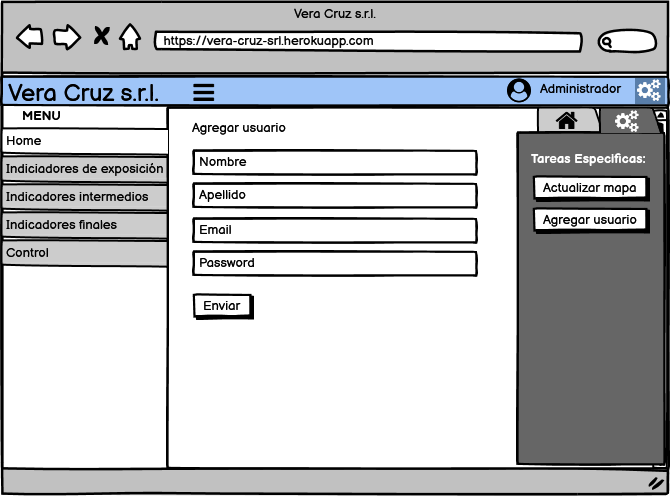 Vera Cruz s.r.l.
https://vera-cruz-srl.herokuapp.com
Vera Cruz s.r.l.
Administrador
MENU
Home
Indiciadores de exposición
Indicadores intermedios
Indicadores finales
Control
Agregar usuario
Nombre
Apellido
Email
Password
Enviar
Tareas Especificas:
Actualizar mapa
Agregar usuario